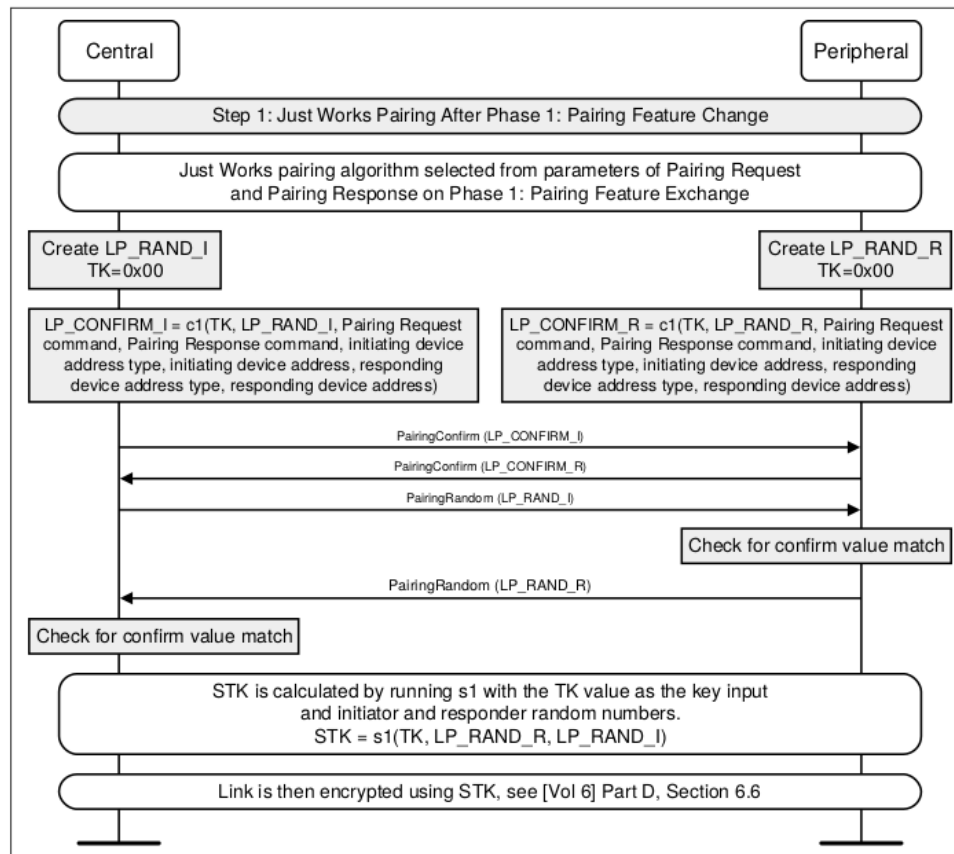 Central
Peripheral
Step 1: Just Works Pairing After Phase 1: Pairing Feature Change
Just Works pairing algorithm selected from parameters of Pairing Request
and Pairing Response on Phase 1: Pairing Feature Exchange
Create LP_RAND_I
TK=0x00
Create LP_RAND_R
TK=0x00
LP_CONFIRM_I = c1(TK, LP_RAND_I, Pairing Request
command, Pairing Response command, initiating device
address type, initiating device address, responding
device address type, responding device address)
LP_CONFIRM_R = c1(TK, LP_RAND_R, Pairing Request
command, Pairing Response command, initiating device
address type, initiating device address, responding
device address type, responding device address)
PairingConfirm (LP_CONFIRM_I)
PairingConfirm (LP_CONFIRM_R)
PairingRandom (LP_RAND_I)
Check for confirm value match
PairingRandom (LP_RAND_R)
Check for confirm value match
STK is calculated by running s1 with the TK value as the key input
and initiator and responder random numbers.
STK = s1(TK, LP_RAND_R, LP_RAND_I)
Link is then encrypted using STK, see [Vol 6] Part D, Section 6.6